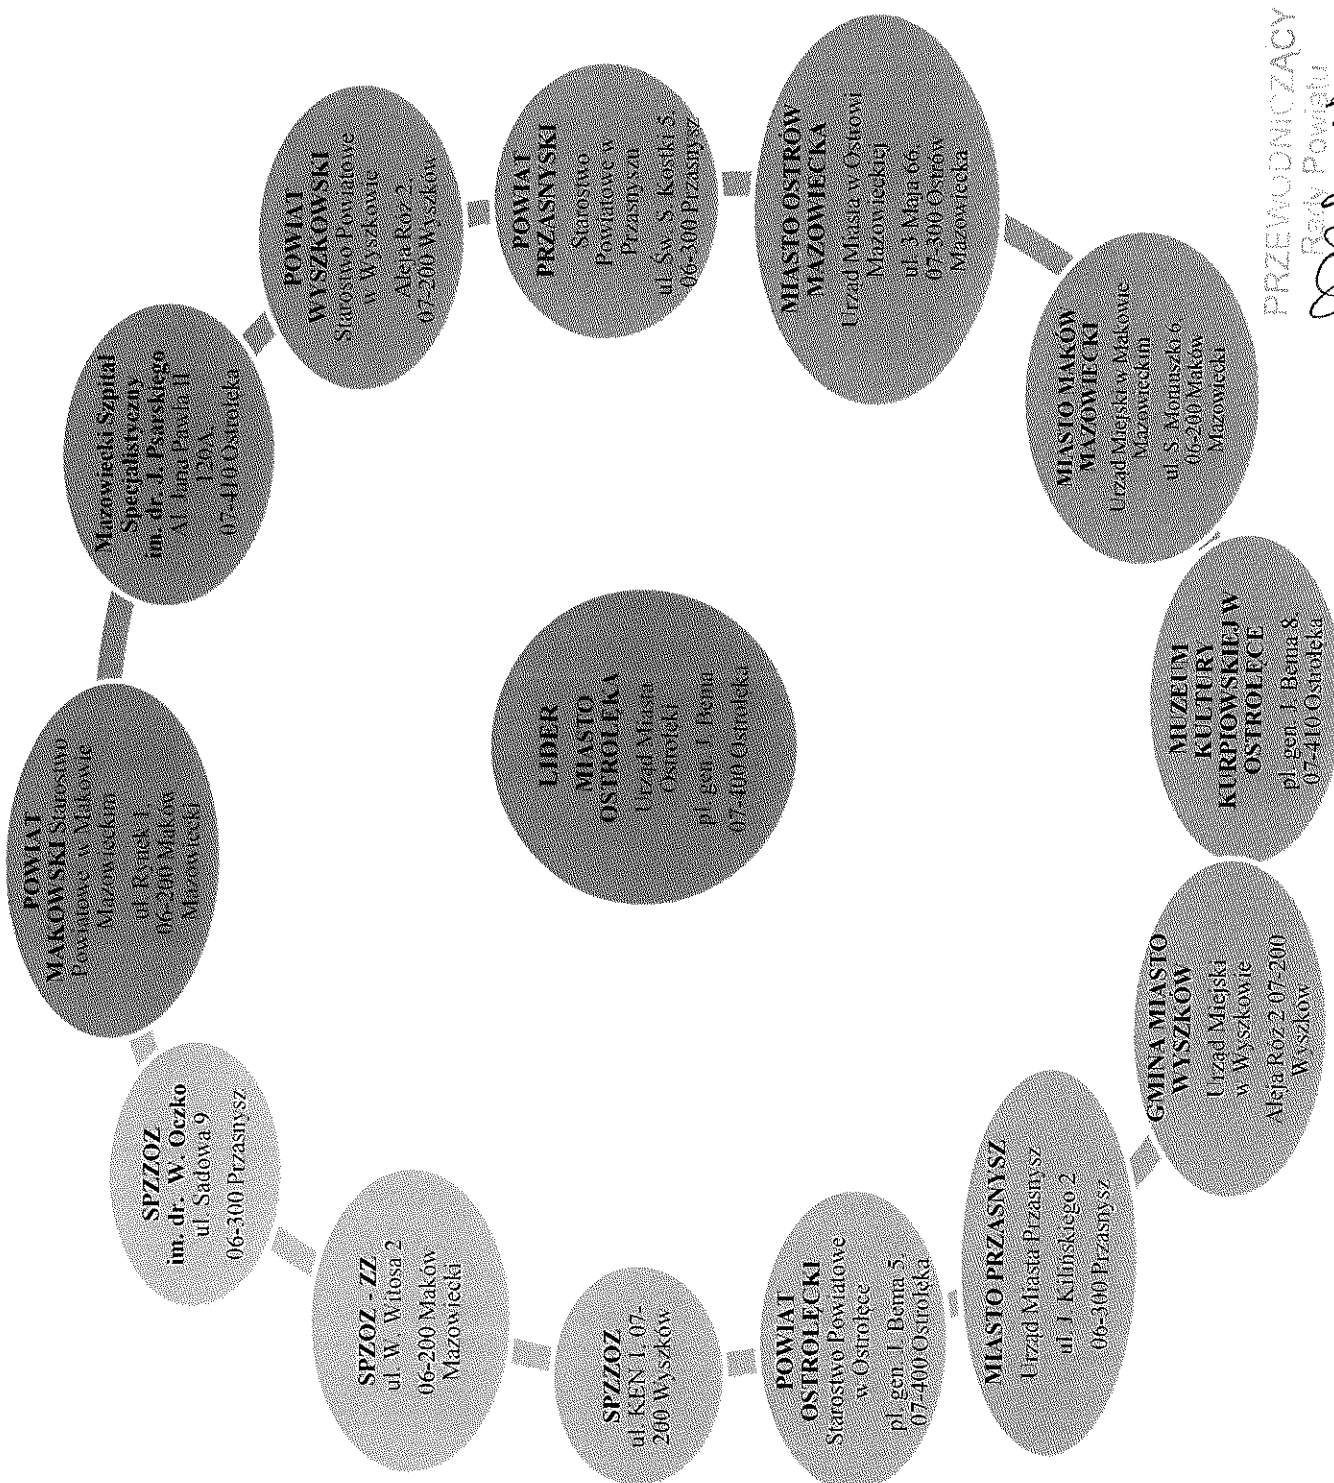 LIDER
MIASTO
OSTROŁĘKA
Urząd Miasta
Ostrołęki
pl. gen. J. Bema
07-400 Ostrołęka
POWIAT
MAKOWSKI Starostwo
Powiatowe w Makowie
Mazowieckim
ul. Rynek 1,
06-200 Maków
Mazowiecki
Mazowiecki Szpital
Specjalistyczny
im. dr. J. Psarskiego
Al. Jana Pawła II
120A,
07-410 Ostrołęka
POWIAT
WYSZKOWSKI
Starostwo Powiatowe
w Wyszkowie
Aleja Róż 2,
07-200 Wyszków
POWIAT
PRZASNYSKI
Starostwo
Powiatowe w
Przasnyszu
ul. Św. S. Kostki 5,
06-300 Przasnysz
MIASTO OSTRÓW
MAZOWIECKA
Urząd Miasta w Ostrowi
Mazowieckiej
ul. 3 Maja 66,
07-300 Ostrów
Mazowiecka
MIASTO MAKÓW
MAZOWIECKI
Urząd Miejski w Makowie
Mazowieckim
ul. S. Moniuszki 6,
06-200 Maków
Mazowiecki
MUZEUM
KULTURY
KURPIOWSKIEJ W
OSTROŁĘCE
pl. gen. J. Bema 8,
07-410 Ostrołęka
GMINA MIASTO
WYSZKÓW
Urząd Miejski
w Wyszkowie
Aleja Róż 2 07-200
Wyszków
MIASTO PRZASNYSZ
Urząd Miasta Przasnysz
ul. J. Kilińskiego 2
06-300 Przasnysz
POWIAT
OSTROŁĘCKI
Starostwo Powiatowe
w Ostrołęce
pl. gen. J. Bema 5,
07-400 Ostrołęka
SPZZOZ
ul. KEN 1, 07-
200 Wyszków
SPZOZ - ZZ
ul. W. Witosa 2
06-200 Maków
Mazowiecki
SPZZOZ
im. dr. W. Oczko
ul. Sadowa 9
06-300 Przasnysz
PRZEWODNICZĄCY
Rady Powiatu